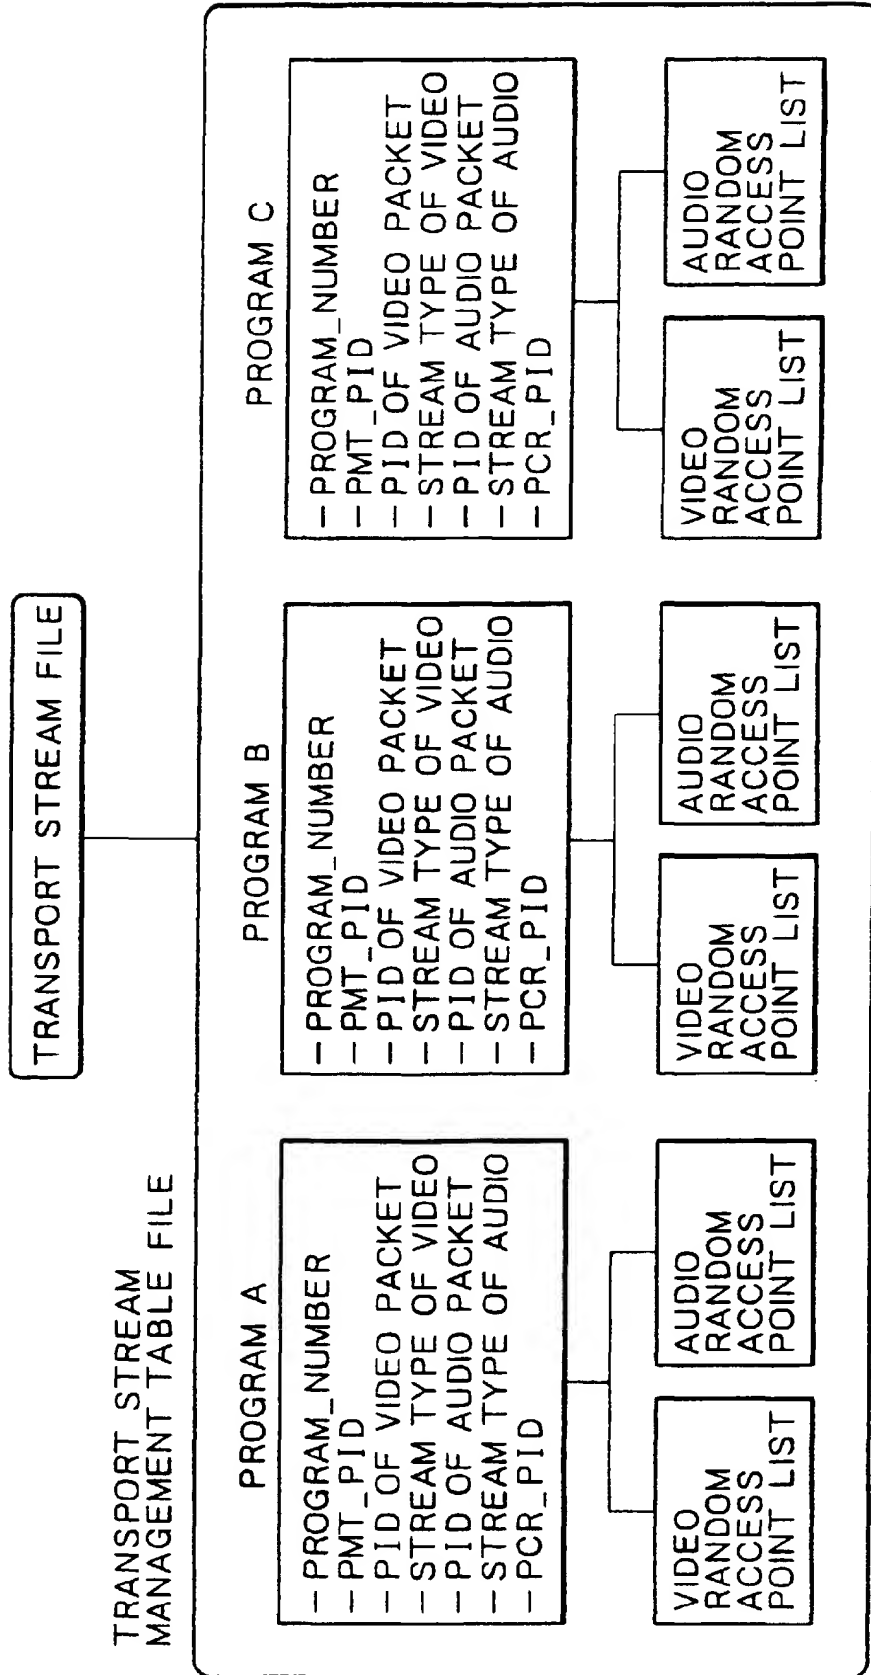 TRANSPORT STREAM FILE
TRANSPORT STREAM
MANAGEMENT TABLE FILE
PROGRAM A
—PROGRAM_NUMBER
—PMT_PID
—PID OF VIDEO PACKET
—STREAM TYPE OF VIDEO
—PID OF AUDIO PACKET
—STREAM TYPE OF AUDIO
—PCR_PID
VIDEO
RANDOM
ACCESS
POINT LIST
AUDIO
RANDOM
ACCESS
POINT LIST
PROGRAM B
—PROGRAM_NUMBER
—PMT_PID
—PID OF VIDEO PACKET
—STREAM TYPE OF VIDEO
—PID OF AUDIO PACKET
—STREAM TYPE OF AUDIO
—PCR_PID
VIDEO
RANDOM
ACCESS
POINT LIST
AUDIO
RANDOM
ACCESS
POINT LIST
PROGRAM C
—PROGRAM_NUMBER
—PMT_PID
—PID OF VIDEO PACKET
—STREAM TYPE OF VIDEO
—PID OF AUDIO PACKET
—STREAM TYPE OF AUDIO
—PCR_PID
VIDEO
RANDOM
ACCESS
POINT LIST
AUDIO
RANDOM
ACCESS
POINT LIST